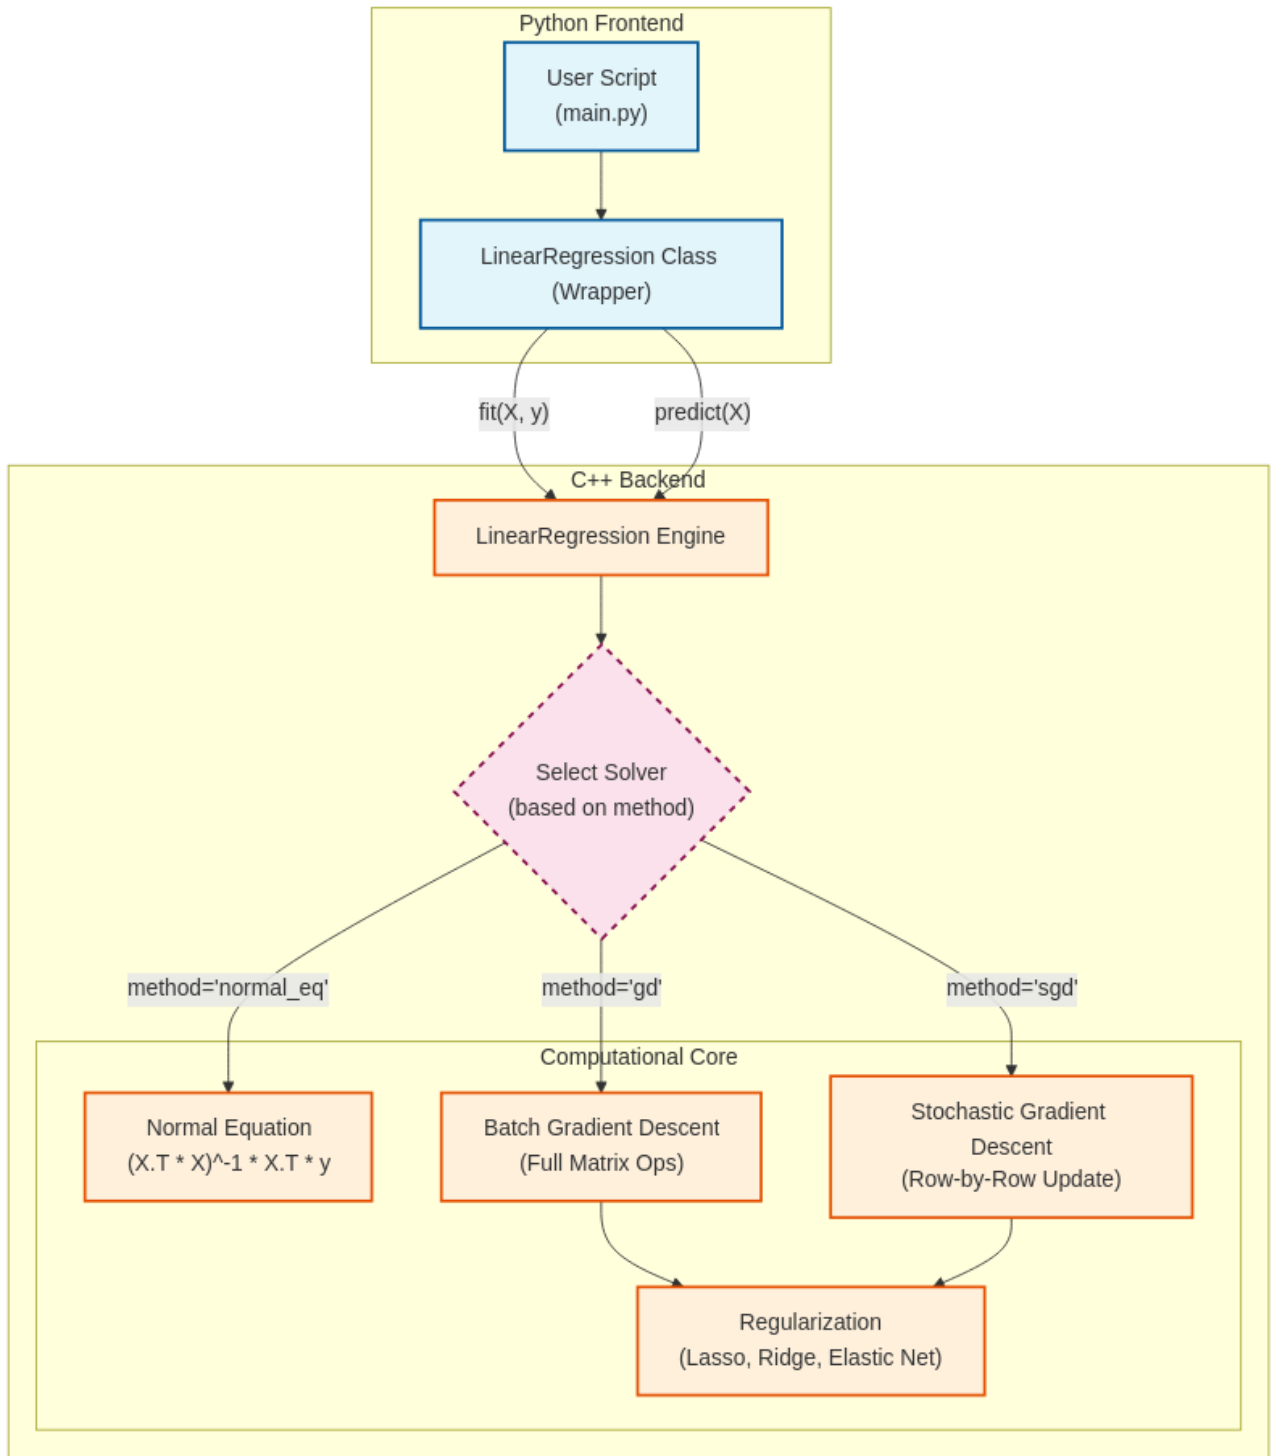 Python Frontend
User Script
(main.py)
LinearRegression Class
(Wrapper)
fit(X, y)
predict(X)
C++ Backend
LinearRegression Engine
Select Solver
(based on method)
method='normal_eq'
method='gd'
method='sgd'
Computational Core
Normal Equation
(X.T * X)^-1 * X.T * y
Batch Gradient Descent
(Full Matrix Ops)
Stochastic Gradient
Descent
(Row-by-Row Update)
Regularization
(Lasso, Ridge, Elastic Net)